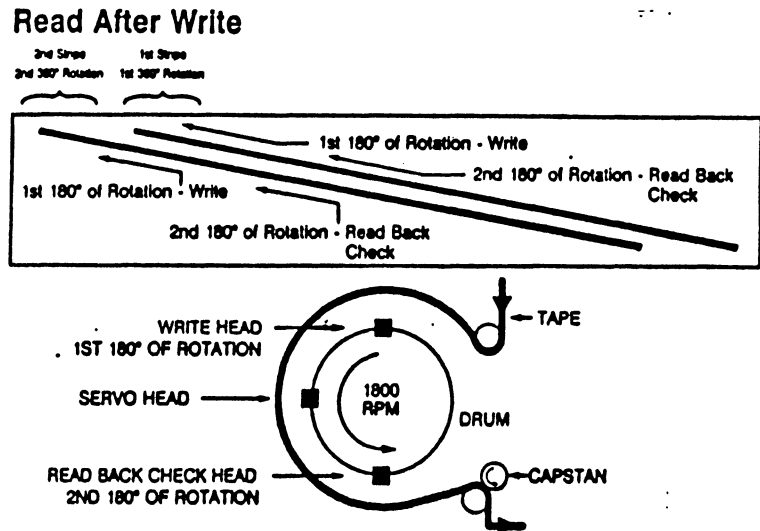 Read After Write
2nd Stripe
2nd 360° Rotation
1st Stripe
1st 360° Rotation
1st 180° of Rotation - Write
2nd 180° of Rotation - Read Back
Check
1st 180° of Rotation - Write
2nd 180° of Rotation - Read Back
Check
TAPE
WRITE HEAD
1ST 180° OF ROTATION
SERVO HEAD
1800
RPM
DRUM
READ BACK CHECK HEAD
2ND 180° OF ROTATION
CAPSTAN